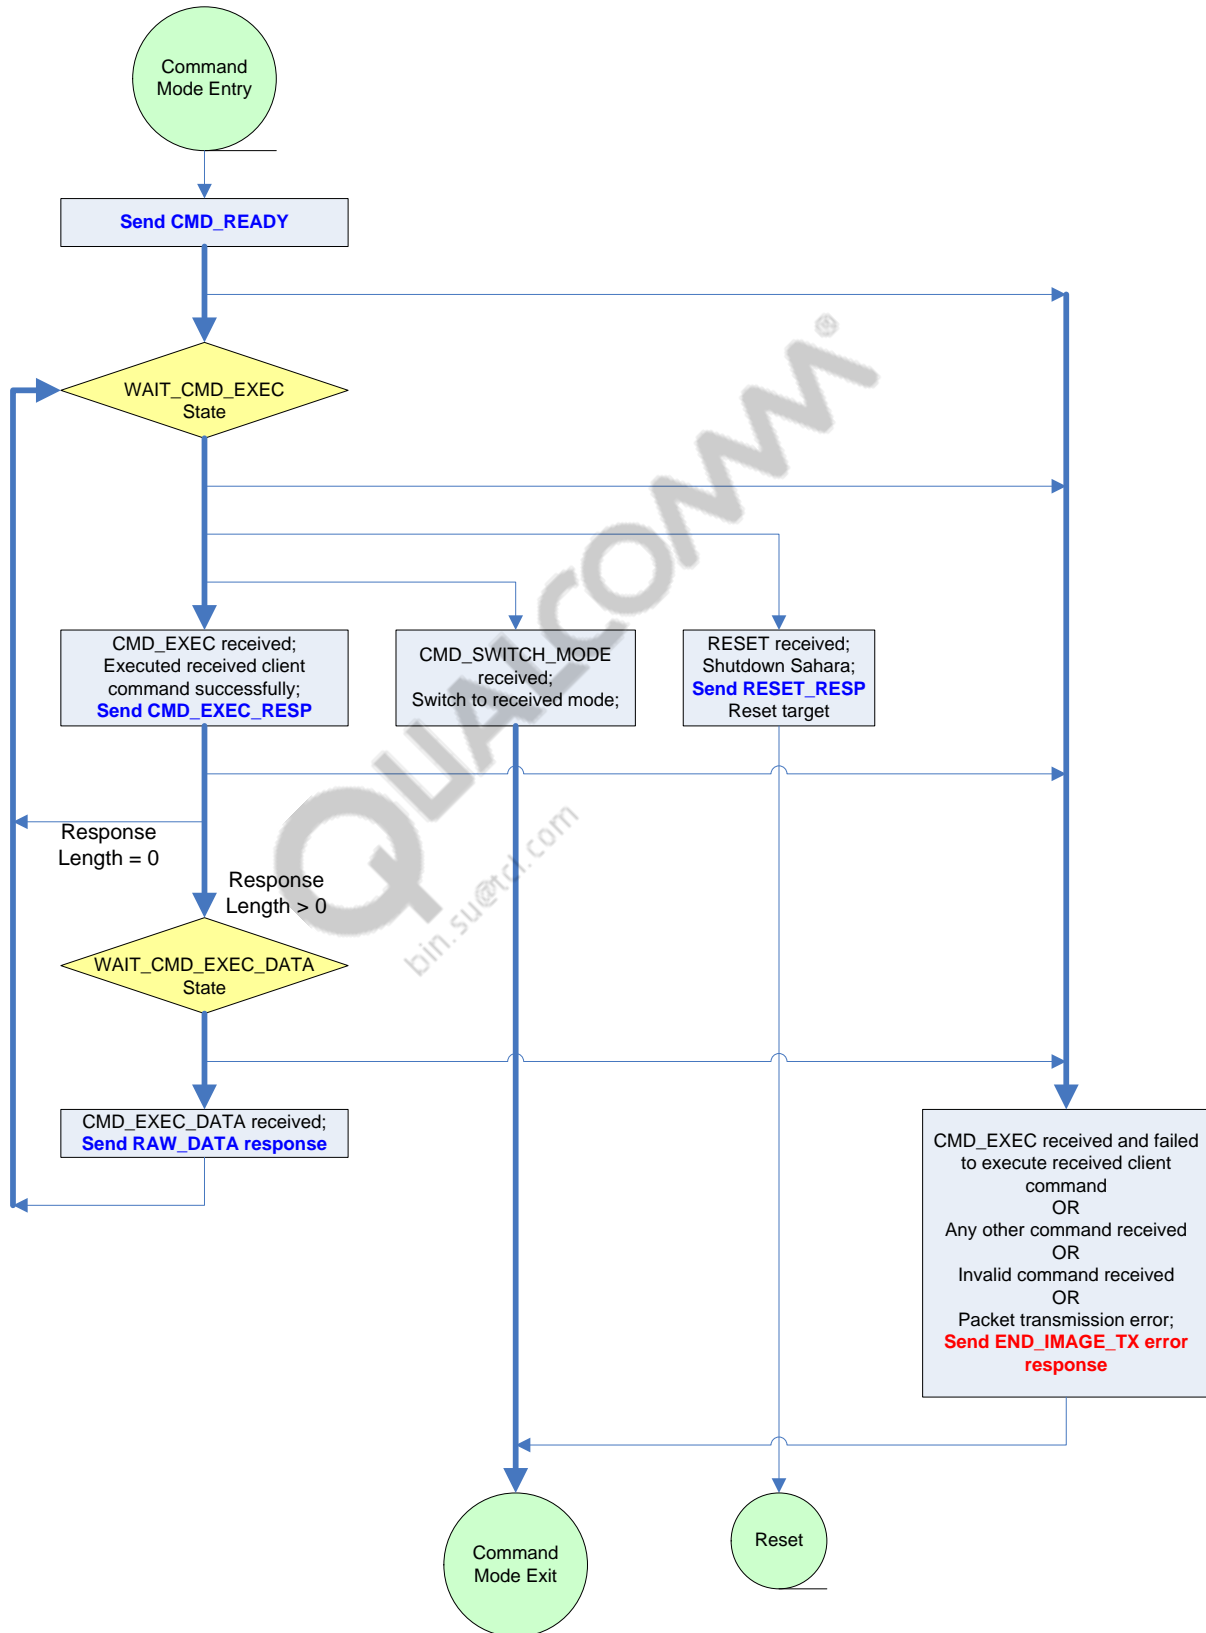 Command
Mode Entry
Send CMD_READY
WAIT_CMD_EXEC
State
CMD_EXEC received;
Executed received client
command successfully;
Send CMD_EXEC_RESP
CMD_SWITCH_MODE
received;
Switch to received mode;
RESET received;
Shutdown Sahara;
Send RESET_RESP
Reset target
Response
Length = 0
Response
Length > 0
WAIT_CMD_EXEC_DATA
State
CMD_EXEC_DATA received;
Send RAW_DATA response
CMD_EXEC received and failed
to execute received client
command
OR
Any other command received
OR
Invalid command received
OR
Packet transmission error;
Send END_IMAGE_TX error
response
Command
Mode Exit
Reset
QUALCOMM®
bin.su@tcl.com